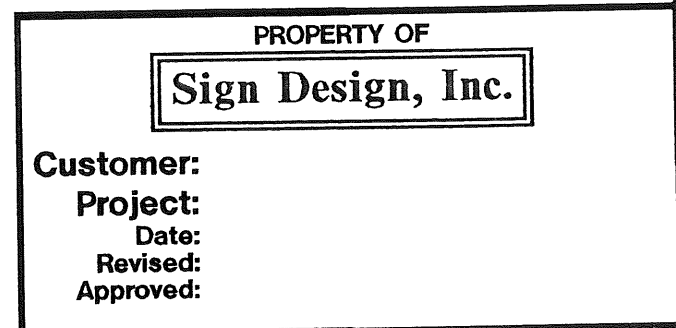 PROPERTY OF
Sign Design, Inc.
Customer:
Project:
Date:
Revised:
Approved: